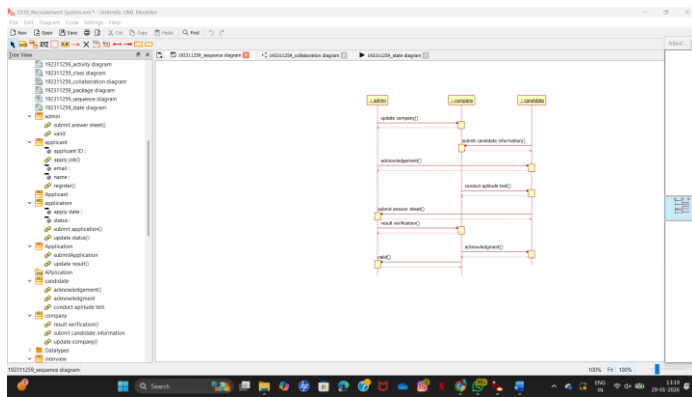 EX10_Recruitement System.xmi * - Umbrello UML Modeller
File Edit Diagram Code Settings Help
New Open Save Cut Copy Paste Find
Tree View
192311259_sequence diagram
192311259_collaboration diagram
192311259_state diagram
192311259_activity diagram
192311259_class diagram
192311259_collaboration diagram
192311259_package diagram
192311259_sequence diagram
192311259_state diagram
admin
submit answer sheet()
valid
applicant
applicant ID :
apply job()
email :
name :
register()
Applicant
application
apply date :
status :
submit application()
update status()
Application
submitApplication
update result()
APplication
candidate
acknowledgement()
acknowledgment
conduct aptitude test
company
result verification()
submit candidate information
update company()
Datatypes
interview
admin
company
candidate
update company()
submit candidate information()
acknowledgement()
conduct aptitude test()
submit answer sheet()
result verification()
acknowledgment()
valid()
192311259_sequence diagram
100% Fit 100%
Search
ENG
IN
13:19
29-01-2026